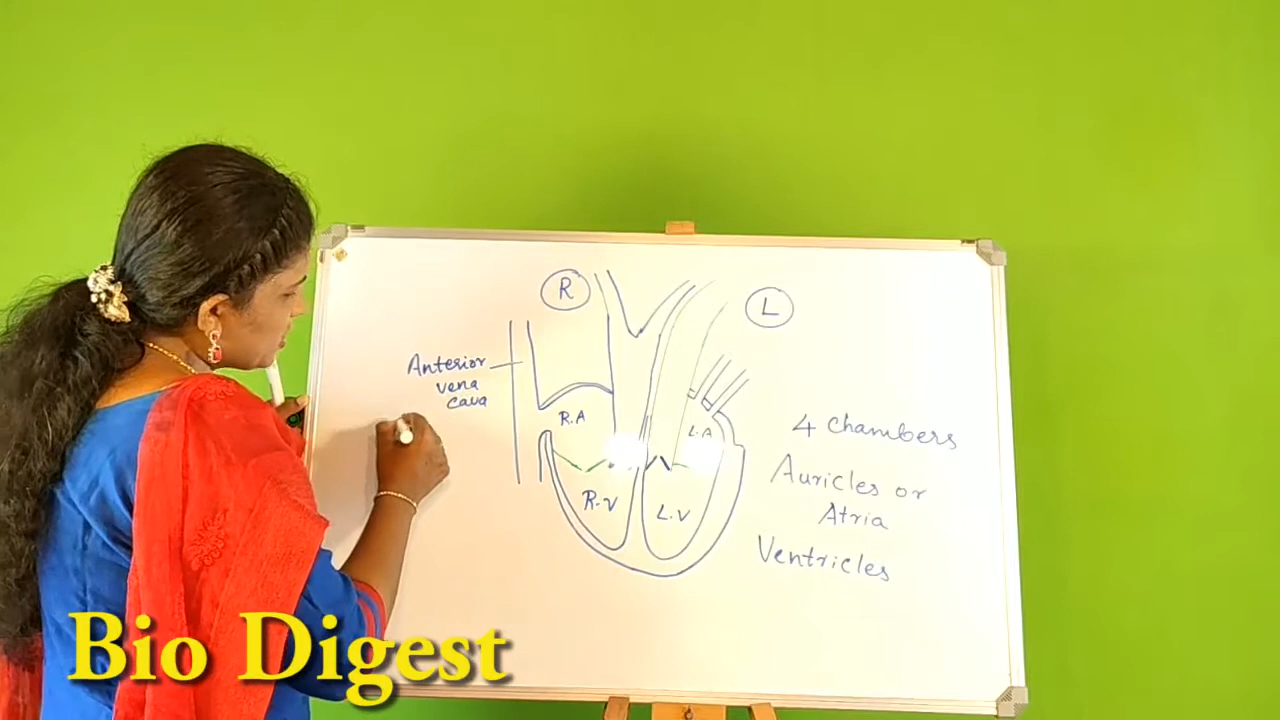 R
L
Anterior
vena
cava
R.A
L.A
R.V
L.V
4 chambers
Auricles or
Atria
Ventricles
Bio Digest